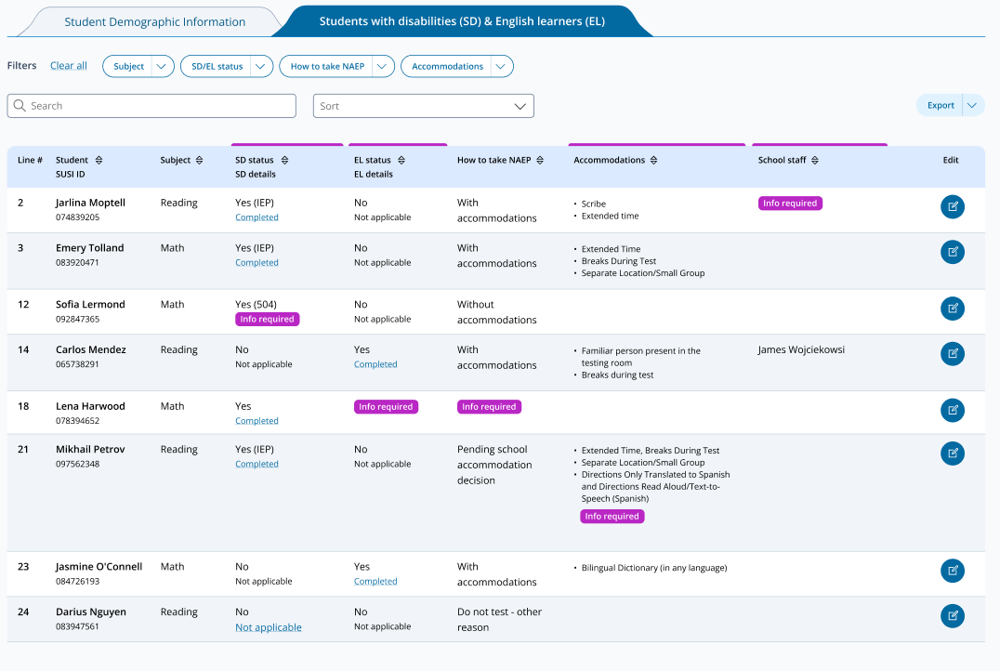 Student Demographic Information
Students with disabilities (SD) & English learners (EL)
Filters Clear all Subject SD/EL status How to take NAEP Accommodations
Search Sort Export
Line # Student Subject SD status EL status How to take NAEP Accommodations School staff Edit
SUSI ID SD details EL details
2 Jarlina Moptell Reading Yes (IEP) No With • Scribe Info required
074839205 Completed Not applicable accommodations • Extended time
3 Emery Tolland Math Yes (IEP) No With • Extended Time
083920471 Completed Not applicable accommodations • Breaks During Test
• Separate Location/Small Group
12 Sofia Lermond Math Yes (504) No Without
092847365 Info required Not applicable accommodations
14 Carlos Mendez Reading No Yes With • Familiar person present in the James Wojciekowsi
065738291 Not applicable Completed accommodations testing room
• Breaks during test
18 Lena Harwood Math Yes Info required Info required
078394652 Completed
21 Mikhail Petrov Reading Yes (IEP) No Pending school • Extended Time, Breaks During Test
097562348 Completed Not applicable accommodation • Separate Location/Small Group
decision • Directions Only Translated to Spanish
and Directions Read Aloud/Text-to-
Speech (Spanish)
Info required
23 Jasmine O'Connell Math No Yes With • Bilingual Dictionary (in any language)
084726193 Not applicable Completed accommodations
24 Darius Nguyen Reading No No Do not test - other
083947561 Not applicable Not applicable reason